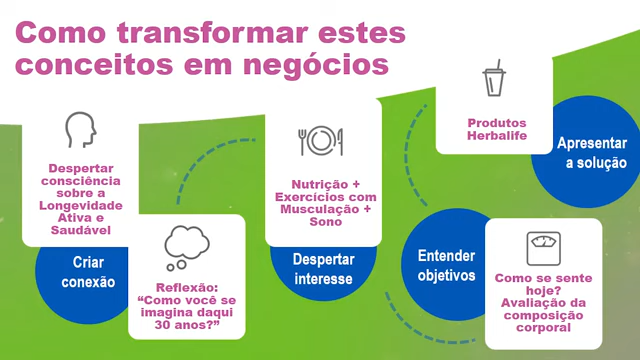 Como transformar estes
conceitos em negócios
Despertar
consciência
sobre a
Longevidade
Ativa e
Saudável
Criar
conexão
Reflexão:
“Como você se
imagina daqui
30 anos?”
Nutrição +
Exercícios com
Musculação +
Sono
Despertar
interesse
Entender
objetivos
Como se sente
hoje?
Avaliação da
composição
corporal
Produtos
Herbalife
Apresentar
a solução